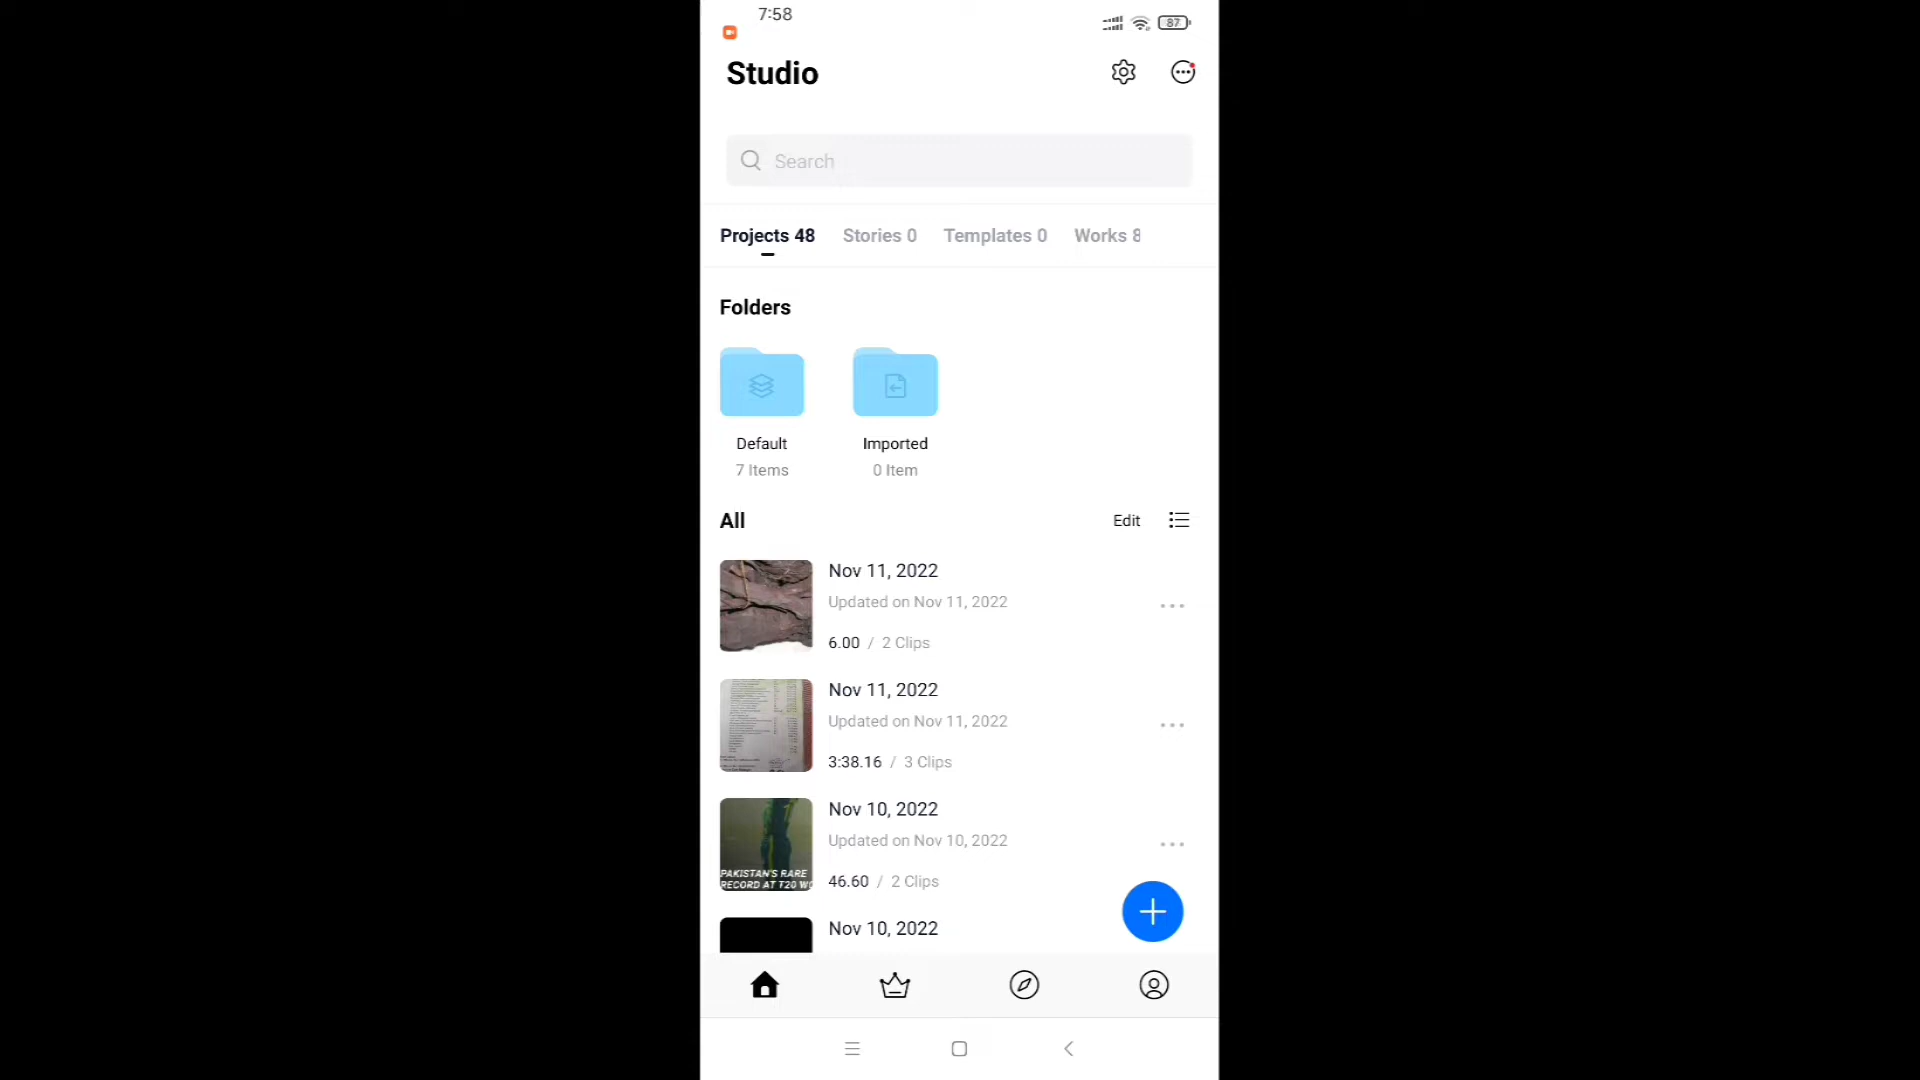 7:58
87
Studio
Search
Projects 48 Stories 0 Templates 0 Works 8
Folders
Default Imported
7 Items 0 Item
All Edit
Nov 11, 2022
Updated on Nov 11, 2022
6.00 / 2 Clips
Nov 11, 2022
Updated on Nov 11, 2022
3:38.16 / 3 Clips
Nov 10, 2022
Updated on Nov 10, 2022
PAKISTAN'S RARE
RECORD AT T20 WO
46.60 / 2 Clips
Nov 10, 2022